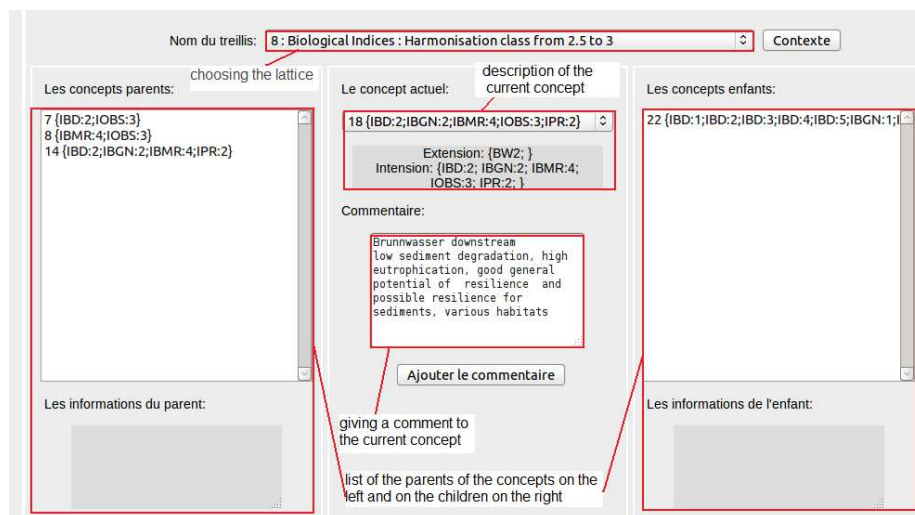 Nom du treillis: 8 : Biological Indices : Harmonisation class from 2.5 to 3 Contexte
choosing the lattice
description of the
current concept
Les concepts parents:
7 {IBD:2;IOBS:3}
8 {IBMR:4;IOBS:3}
14 {IBD:2;IBGN:2;IBMR:4;IPR:2}
Les informations du parent:
Le concept actuel:
18 {IBD:2;IBGN:2;IBMR:4;IOBS:3;IPR:2}
Extension: {BW2; }
Intension: {IBD:2; IBGN:2; IBMR:4;
IOBS:3; IPR:2; }
Commentaire:
Brunnwasser downstream
low sediment degradation, high
eutrophication, good general
potential of resilience and
possible resilience for
sediments, various habitats
Ajouter le commentaire
giving a comment to
the current concept
list of the parents of the concepts on the
left and on the children on the right
Les concepts enfants:
22 {IBD:1;IBD:2;IBD:3;IBD:4;IBD:5;IBGN:1;I
Les informations de l'enfant: